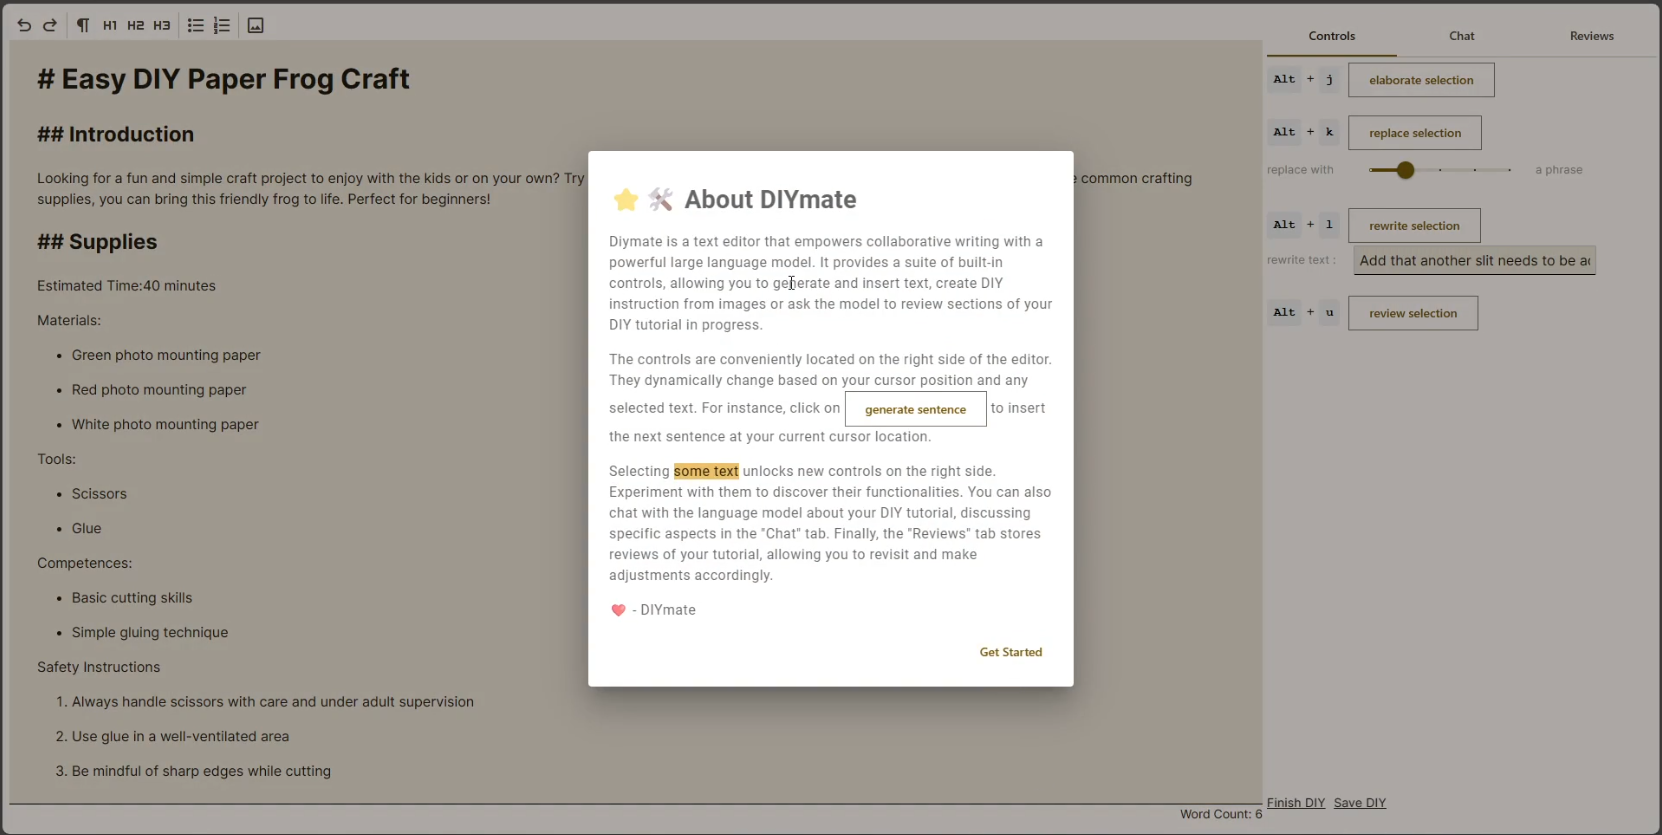 H1 H2 H3
# Easy DIY Paper Frog Craft
## Introduction
Looking for a fun and simple craft project to enjoy with the kids or on your own? Try
common crafting
supplies, you can bring this friendly frog to life. Perfect for beginners!
## Supplies
Estimated Time:40 minutes
Materials:
Green photo mounting paper
Red photo mounting paper
White photo mounting paper
Tools:
Scissors
Glue
Competences:
Basic cutting skills
Simple gluing technique
Safety Instructions
1. Always handle scissors with care and under adult supervision
2. Use glue in a well-ventilated area
3. Be mindful of sharp edges while cutting
Word Count: 6
About DIYmate
Diymate is a text editor that empowers collaborative writing with a
powerful large language model. It provides a suite of built-in
controls, allowing you to generate and insert text, create DIY
instruction from images or ask the model to review sections of your
DIY tutorial in progress.
The controls are conveniently located on the right side of the editor.
They dynamically change based on your cursor position and any
selected text. For instance, click on generate sentence to insert
the next sentence at your current cursor location.
Selecting some text unlocks new controls on the right side.
Experiment with them to discover their functionalities. You can also
chat with the language model about your DIY tutorial, discussing
specific aspects in the "Chat" tab. Finally, the "Reviews" tab stores
reviews of your tutorial, allowing you to revisit and make
adjustments accordingly.
- DIYmate
Get Started
Controls Chat Reviews
Alt + j elaborate selection
Alt + k replace selection
replace with a phrase
Alt + l rewrite selection
rewrite text : Add that another slit needs to be
Alt + u review selection
Finish DIY Save DIY